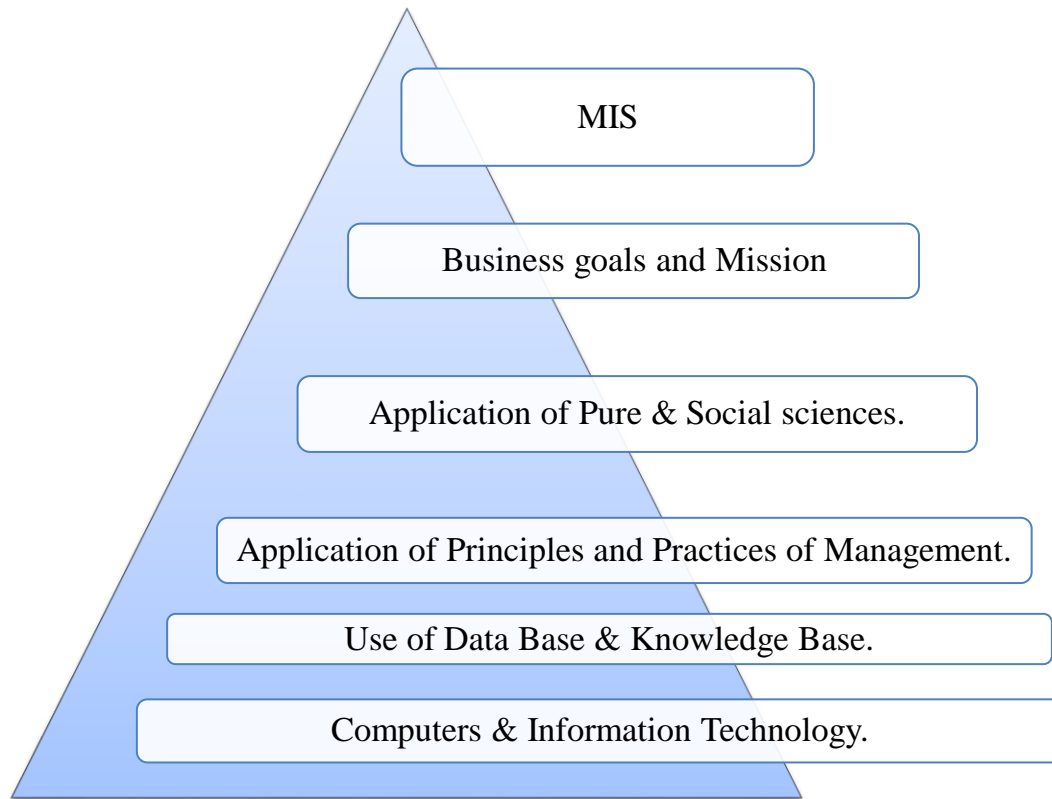 MIS
Business goals and Mission
Application of Pure & Social sciences.
Application of Principles and Practices of Management.
Use of Data Base & Knowledge Base.
Computers & Information Technology.